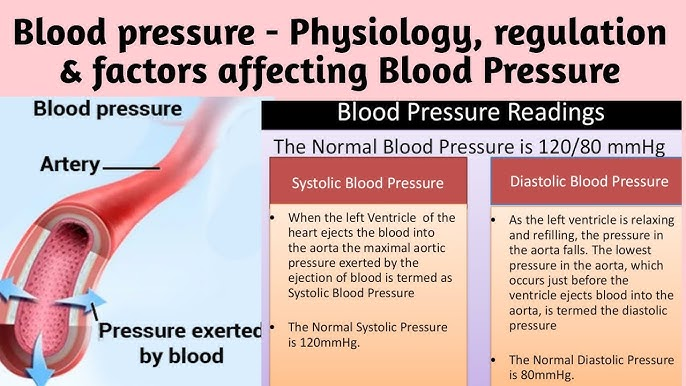 Blood pressure - Physiology, regulation
& factors affecting Blood Pressure
Blood pressure
Artery
Pressure exerted
by blood
Blood Pressure Readings
The Normal Blood Pressure is 120/80 mmHg
Systolic Blood Pressure
• When the left Ventricle of the
heart ejects the blood into
the aorta the maximal aortic
pressure exerted by the
ejection of blood is termed as
Systolic Blood Pressure
• The Normal Systolic Pressure
is 120mmHg.
Diastolic Blood Pressure
• As the left ventricle is relaxing
and refilling, the pressure in
the aorta falls. The lowest
pressure in the aorta, which
occurs just before the
ventricle ejects blood into the
aorta, is termed the diastolic
pressure
• The Normal Diastolic Pressure
is 80mmHg.